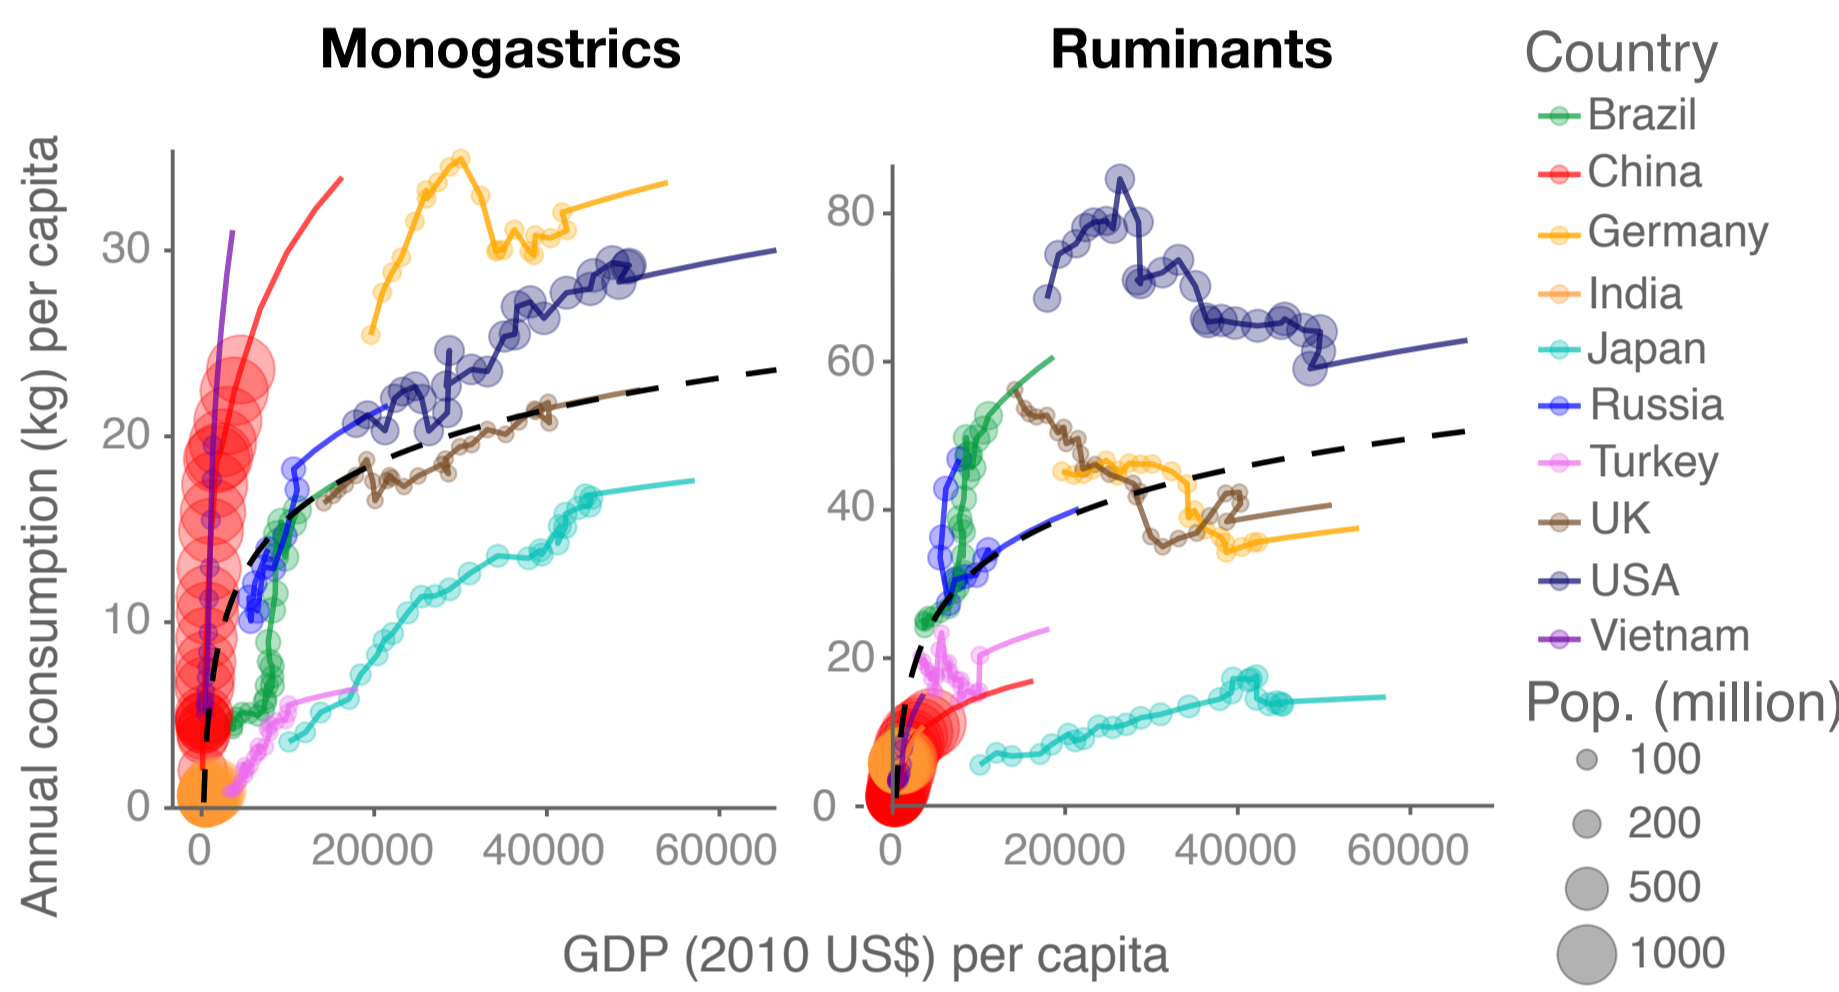 Monogastrics
Ruminants
Annual consumption (kg) per capita
30
20
10
0
0
20000
40000
60000
80
60
40
20
0
0
20000
40000
60000
GDP (2010 US$) per capita
Country
Brazil
China
Germany
India
Japan
Russia
Turkey
UK
USA
Vietnam
Pop. (million)
100
200
500
1000